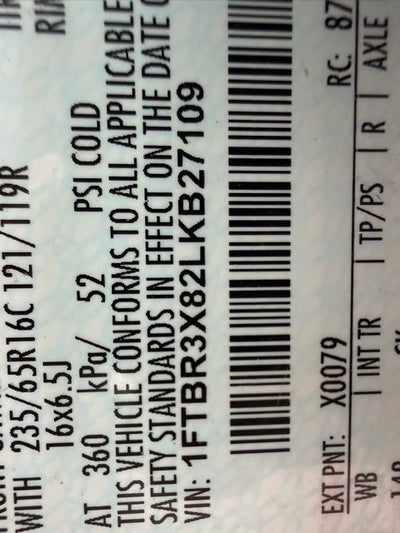 WITH 235/65R16C 121/119R
16x6.5J
AT 360 kPa/ 52 PSI COLD
THIS VEHICLE CONFORMS TO ALL APPLICABLE
SAFETY STANDARDS IN EFFECT ON THE DATE
VIN: 1FTBR3X82LKB27109
EXT PNT: X0079 RC: 87
WB | INT TR | TP/PS | R | AXLE